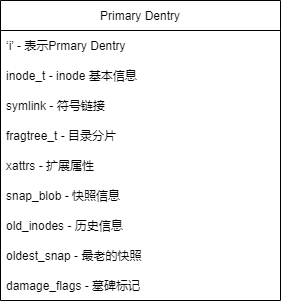 Primary Dentry
'i' - 表示Prmary Dentry
inode_t - inode 基本信息
symlink - 符号链接
fragtree_t - 目录分片
xattrs - 扩展属性
snap_blob - 快照信息
old_inodes - 历史信息
oldest_snap - 最老的快照
damage_flags - 墓碑标记